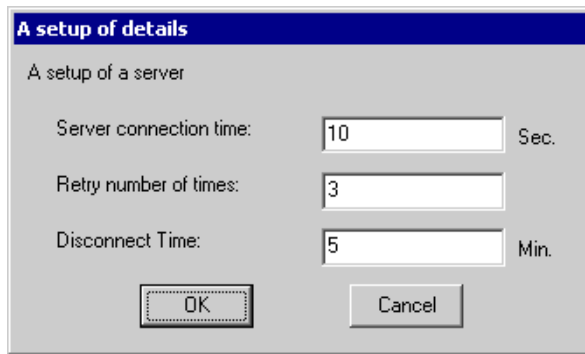 A setup of details
A setup of a server
Server connection time: 10 Sec.
Retry number of times: 3
Disconnect Time: 5 Min.
OK Cancel